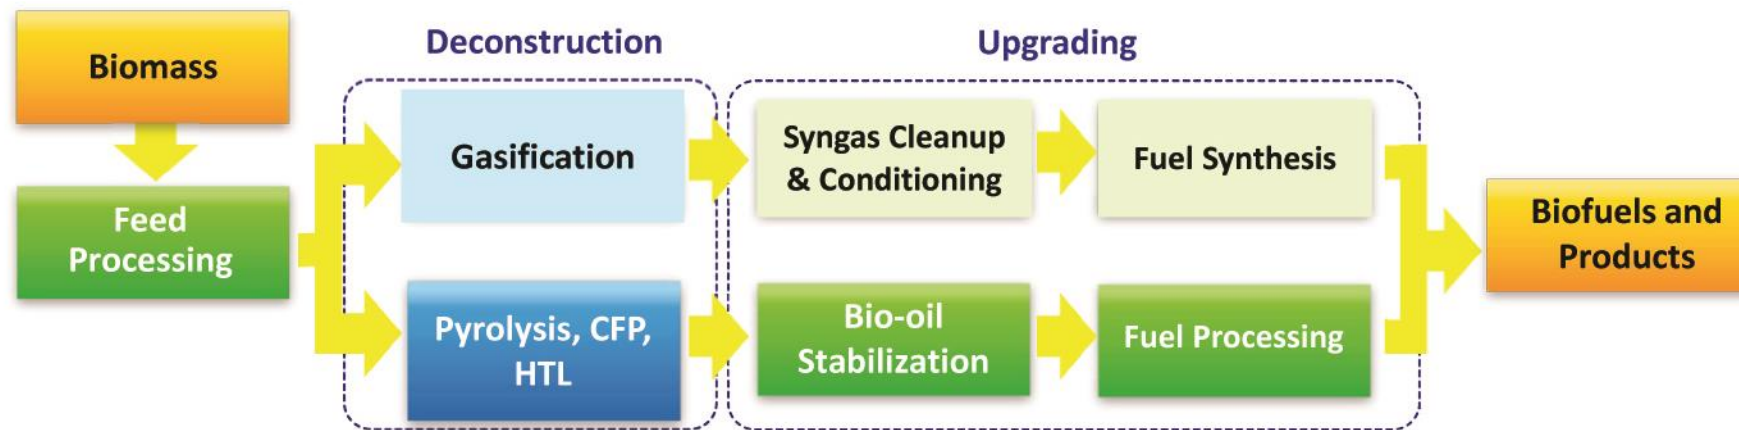 Biomass
Feed
Processing
Deconstruction
Gasification
Pyrolysis, CFP,
HTL
Upgrading
Syngas Cleanup
& Conditioning
Fuel Synthesis
Bio-oil
Stabilization
Fuel Processing
Biofuels and
Products